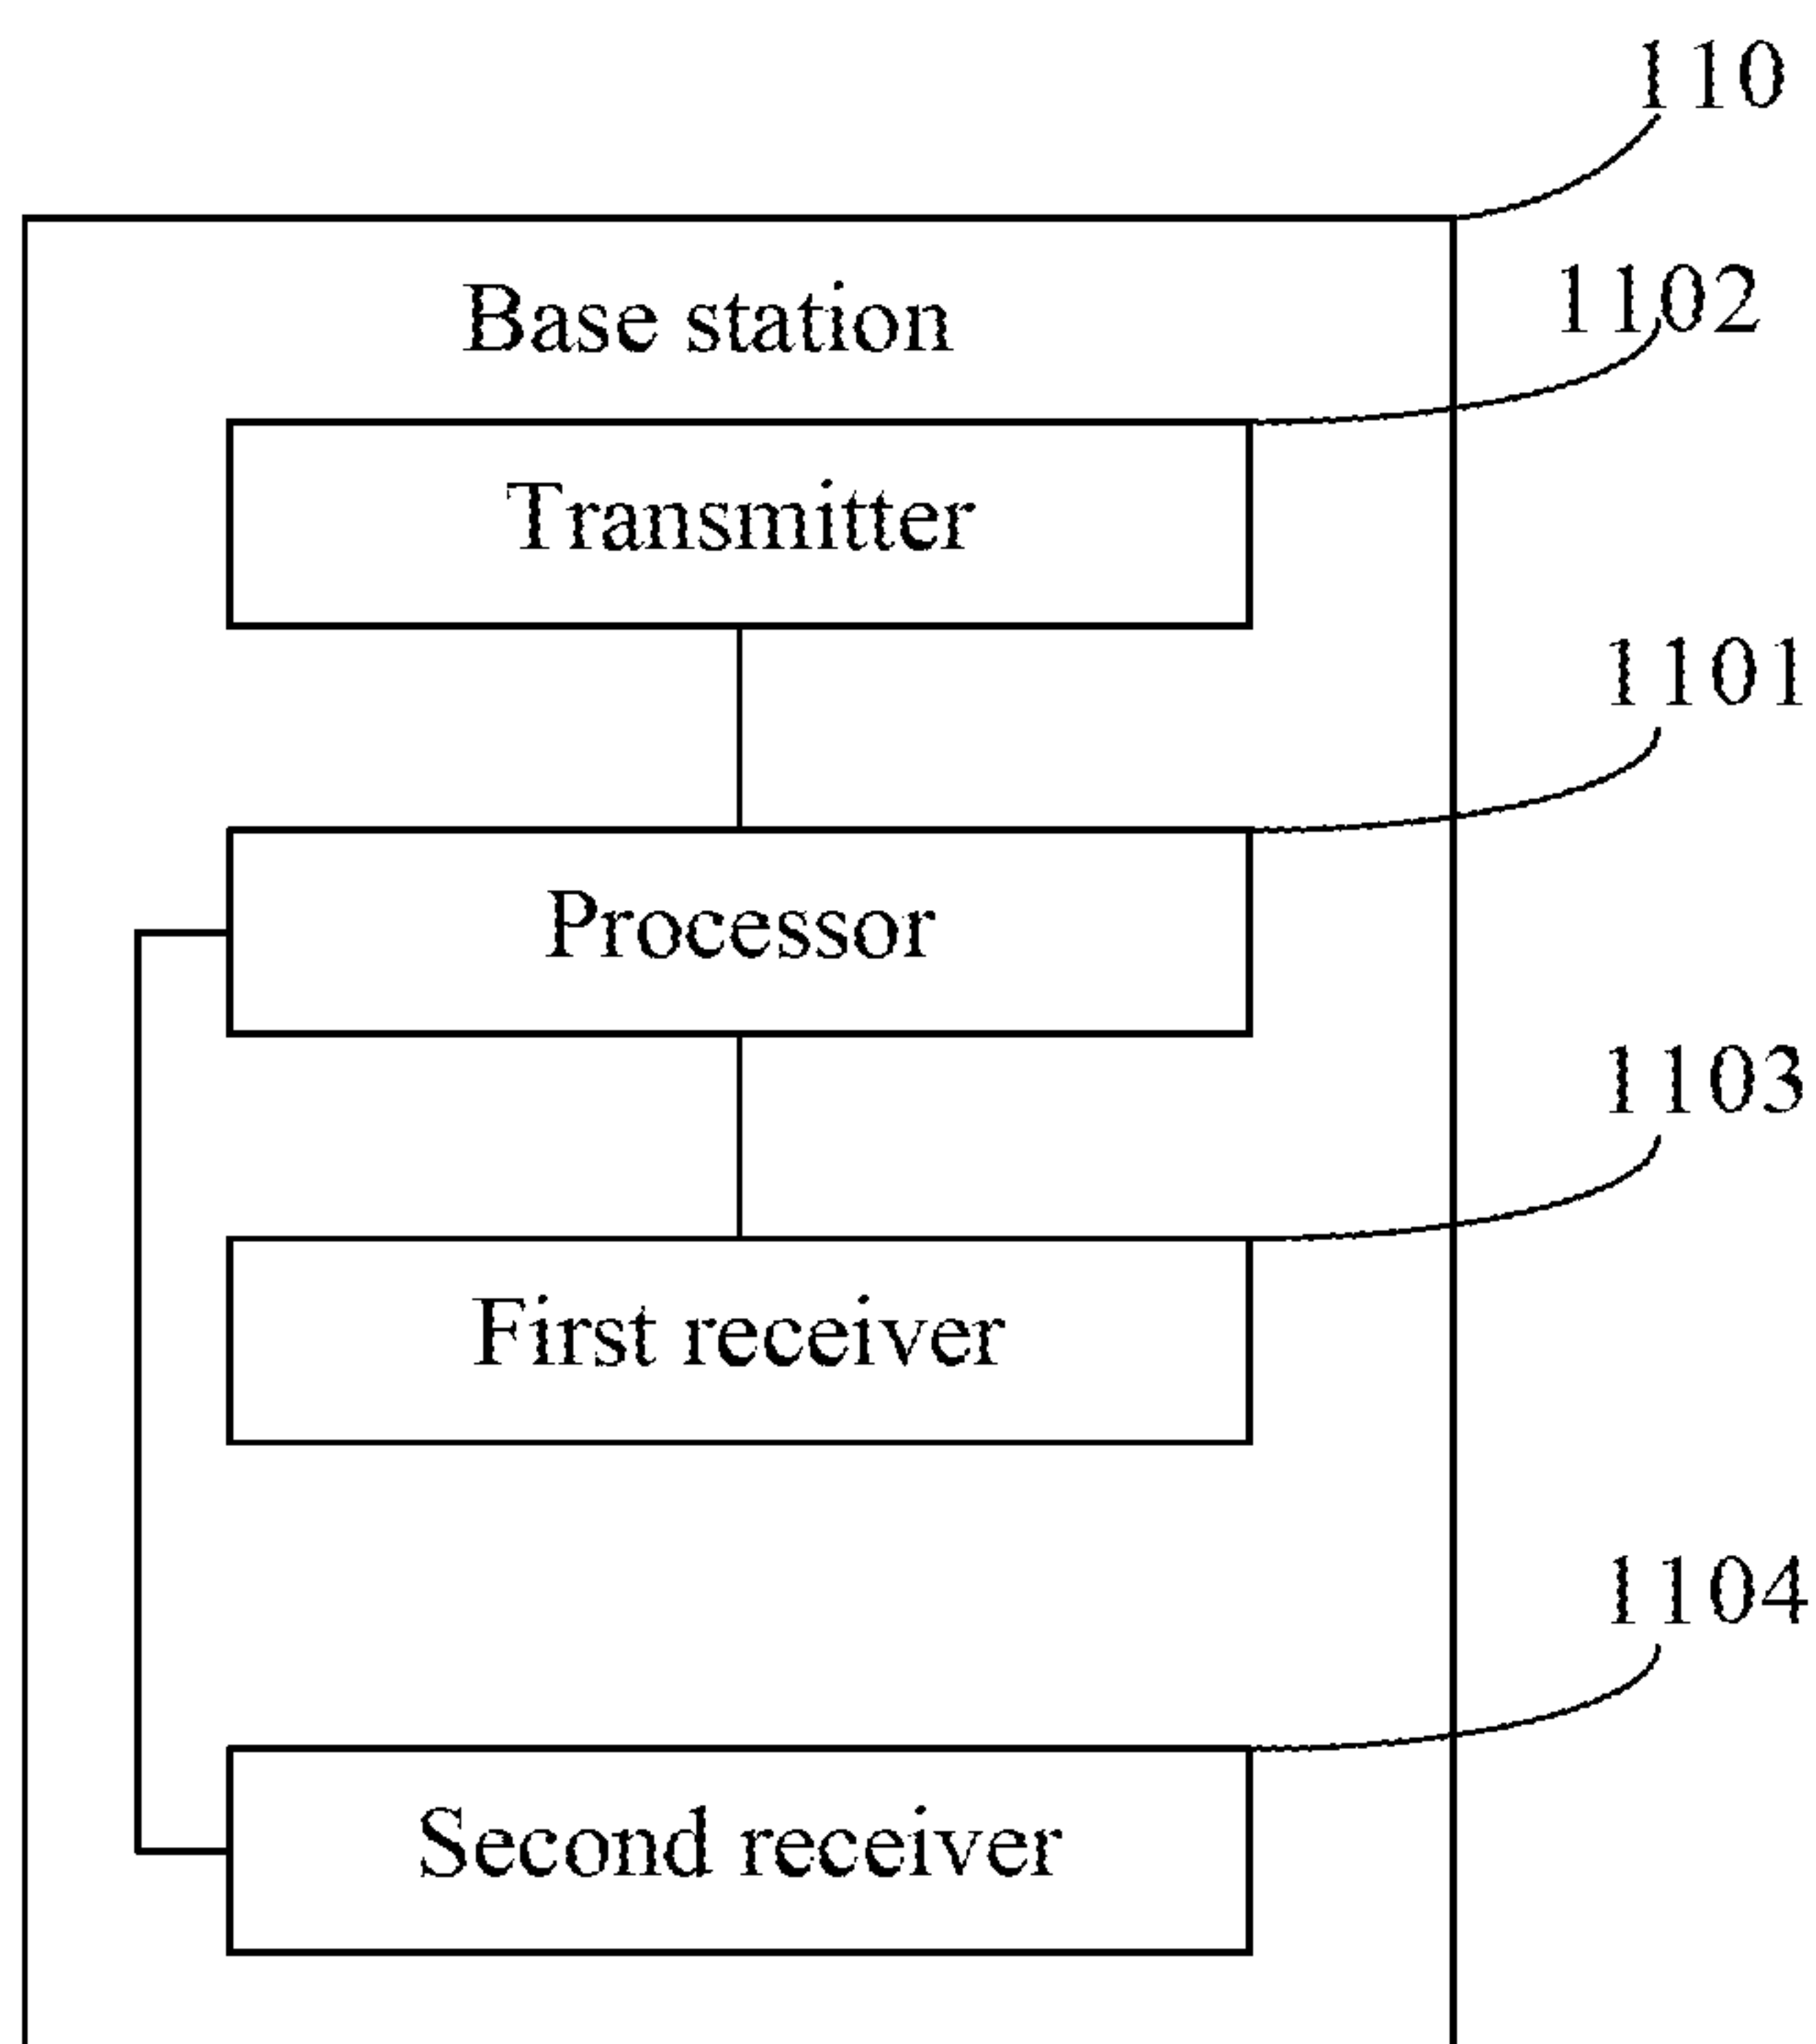 110
Base station
1102
Transmitter
1101
Processor
1103
First receiver
1104
Second receiver